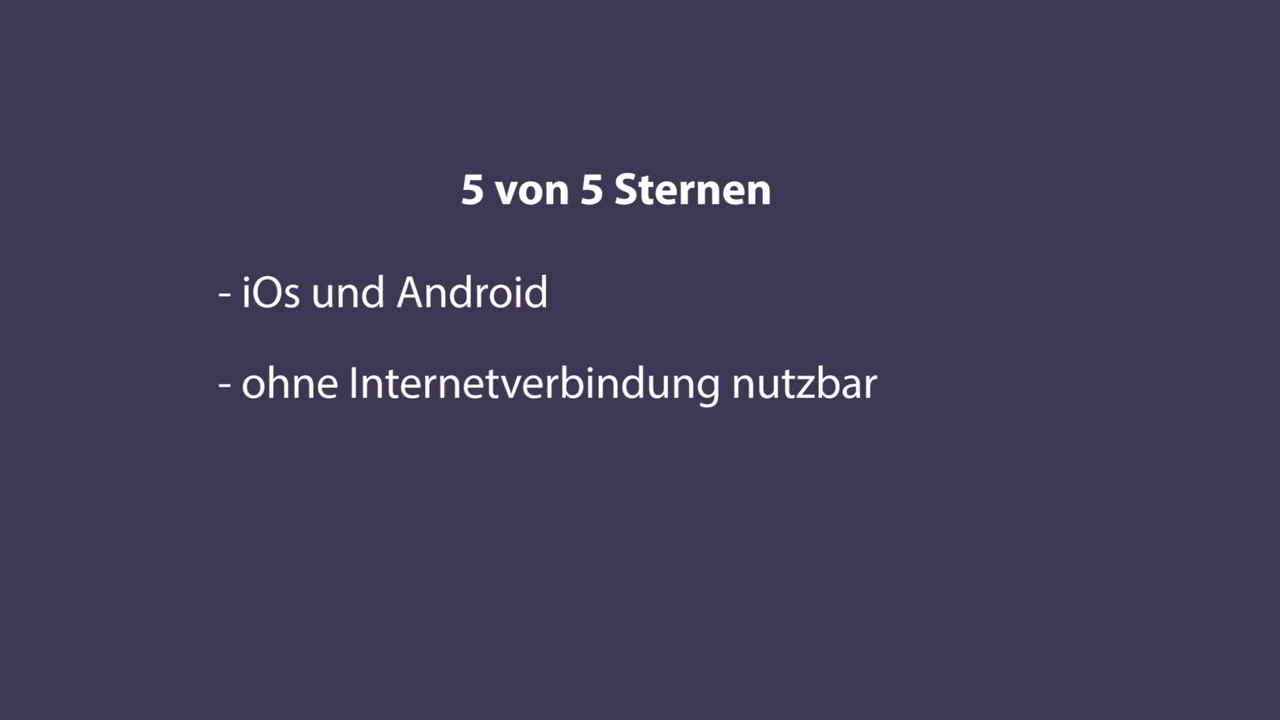 5 von 5 Sternen
- iOs und Android
- ohne Internetverbindung nutzbar